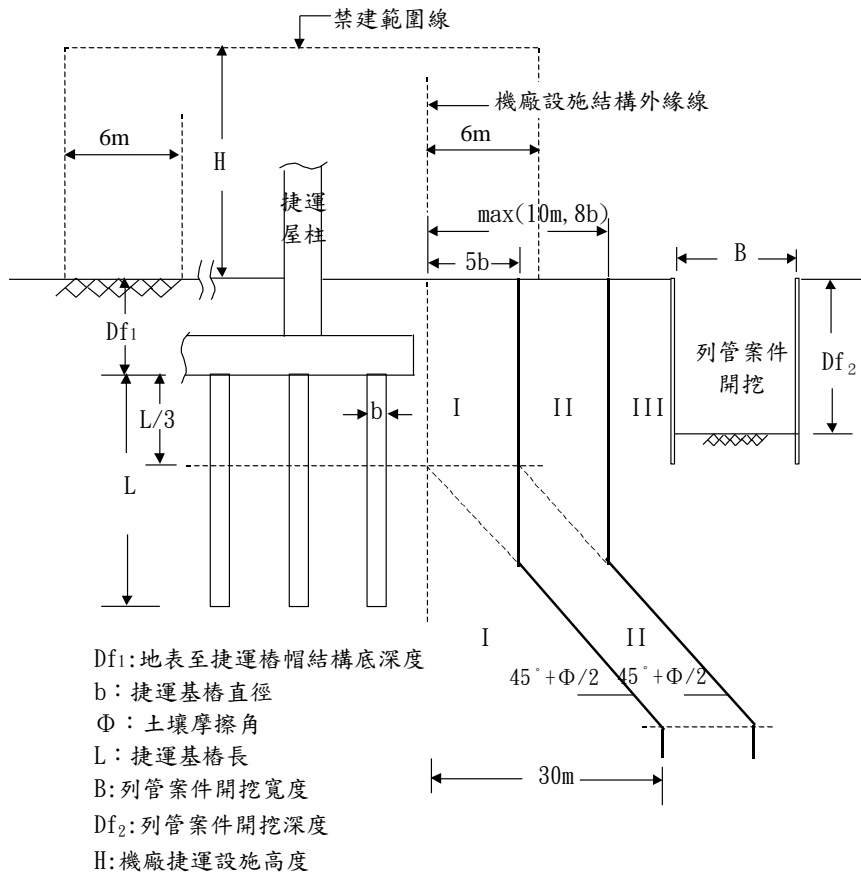 禁建範圍線
機廠設施結構外緣線
6m
6m
H
捷運
屋柱
max(10m,8b)
5b
B
Df1
列管案件
開挖
Df2
L/3
b
I
II
III
L
I
II
45°+Φ/2
45°+Φ/2
30m
Df1:地表至捷運樁帽結構底深度
b：捷運基樁直徑
Φ：土壤摩擦角
L：捷運基樁長
B:列管案件開挖寬度
Df2:列管案件開挖深度
H:機廠捷運設施高度